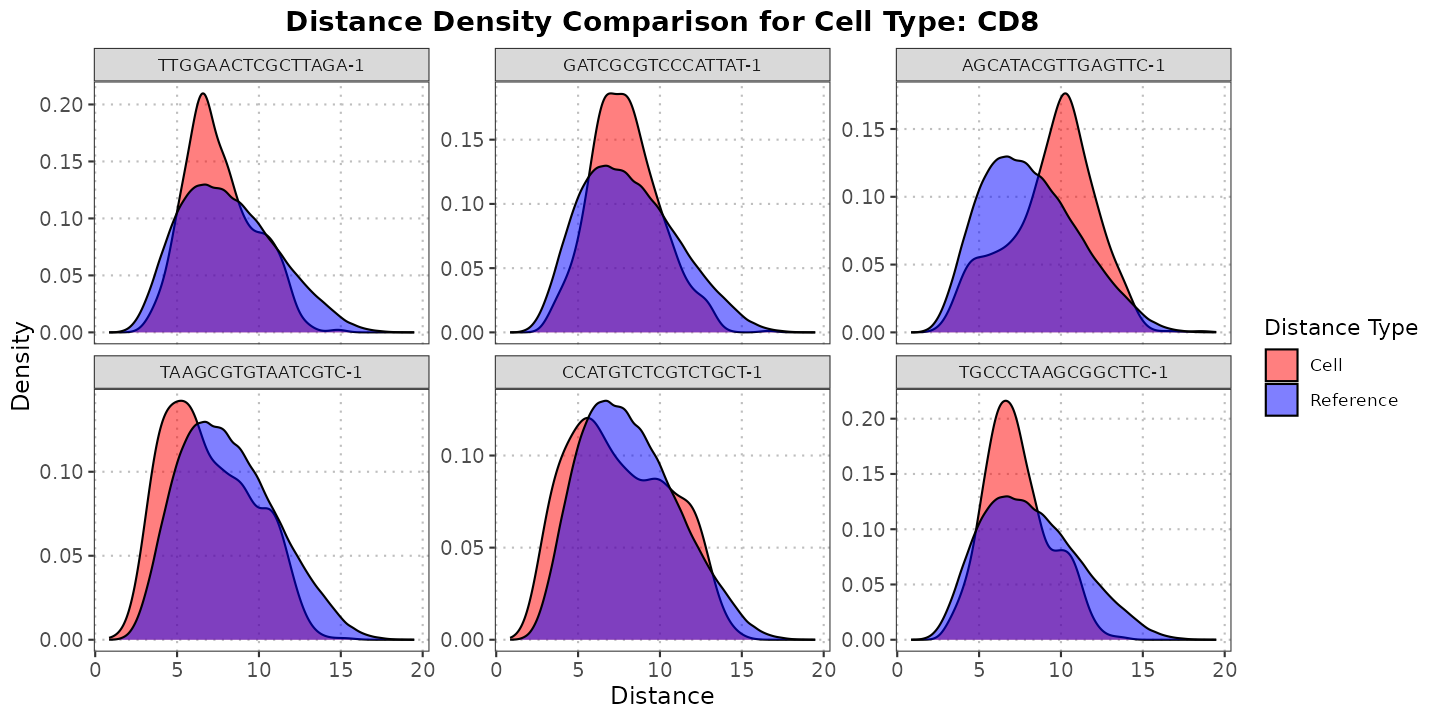 Distance Density Comparison for Cell Type: CD8
TTGGAACTCGCTTAGA-1
GATCGCGTCCCATTAT-1
AGCATACGTTGAGTTC-1
0.20
0.15
0.10
0.05
0.00
0.15
0.10
0.05
0.00
0.15
0.10
0.05
0.00
Density
TAAGCGTGTAATCGTC-1
CCATGTCTCGTCTGCT-1
TGCCCTAAGCGGCTTC-1
0.10
0.05
0.00
0.10
0.05
0.00
0.20
0.15
0.10
0.05
0.00
0 5 10 15 20
0 5 10 15 20
0 5 10 15 20
Distance
Distance Type
Cell
Reference